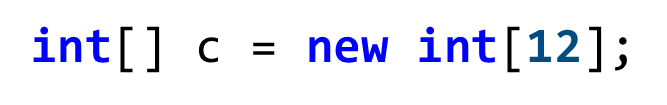 int[] c = new int[12];